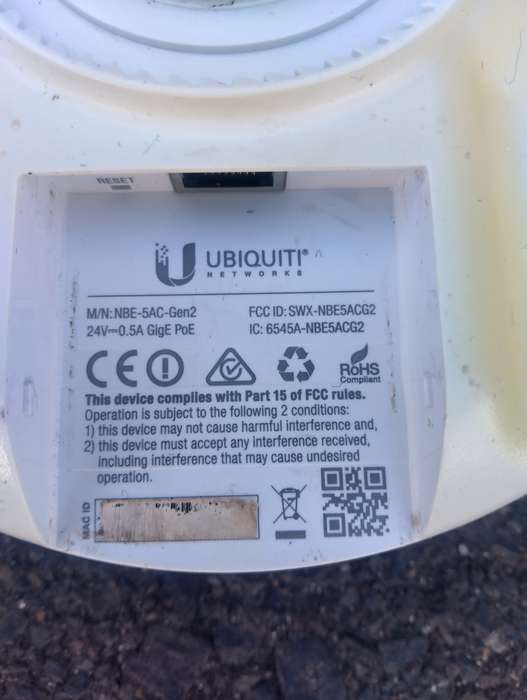 RESET
UBIQUITI®
NETWORKS
M/N: NBE-5AC-Gen2
FCC ID: SWX-NBE5ACG2
24V⎓0.5A GigE PoE
IC: 6545A-NBE5ACG2
CE
RoHS
Compliant
This device complies with Part 15 of FCC rules.
Operation is subject to the following 2 conditions:
1) this device may not cause harmful interference and,
2) this device must accept any interference received,
including interference that may cause undesired
operation.
MAC ID